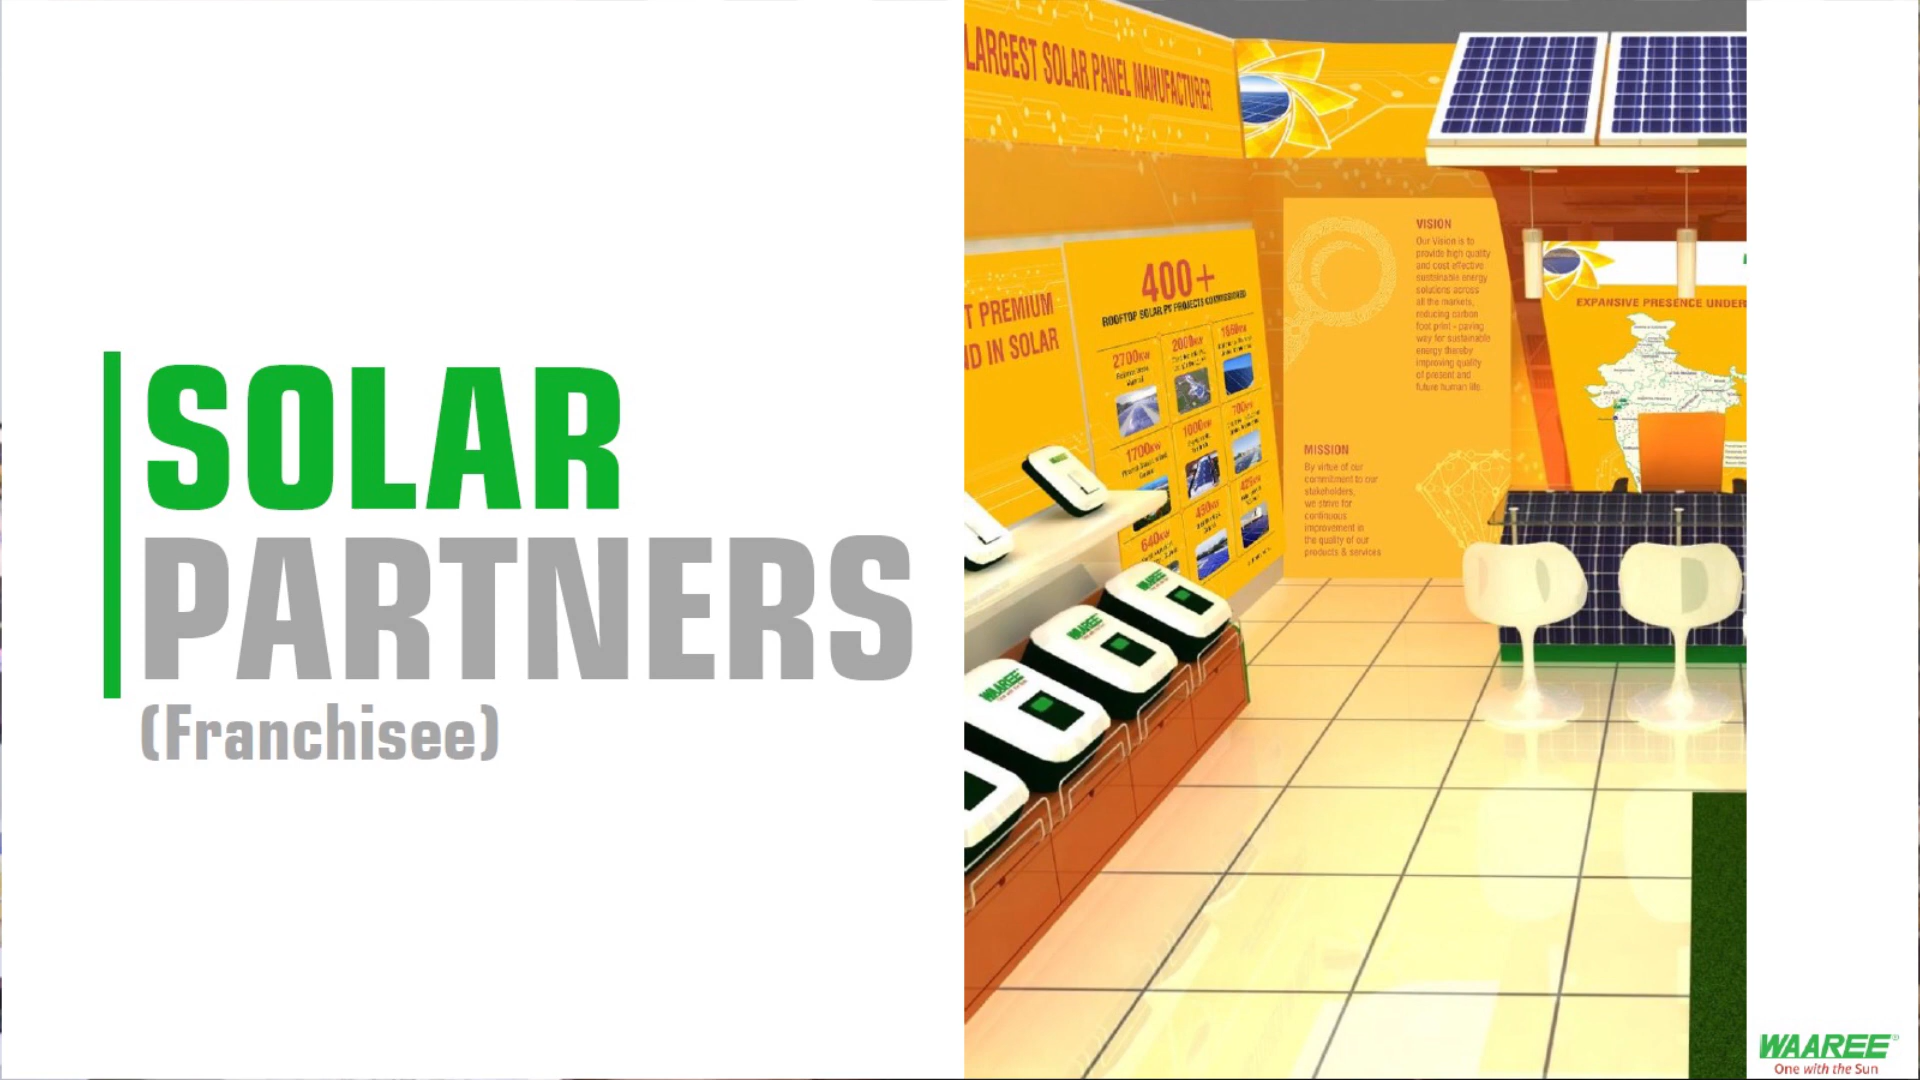 SOLAR
PARTNERS
(Franchisee)
LARGEST SOLAR PANEL MANUFACTURER
T PREMIUM
ND IN SOLAR
400+
ROOFTOP SOLAR PV PROJECTS COMMISSIONED
2700KW
2000KW
1700KW
1000KW
700KW
450KW
640KW
VISION
Our Vision is to
provide high quality
and cost effective
sustainable energy
solutions across
all the markets,
reducing carbon
foot print - paving
way for sustainable
energy thereby
improving quality
of present and
future human life.
MISSION
By virtue of our
commitment to our
stakeholders,
we strive for
continuous
improvement in
the quality of our
products & services
EXPANSIVE PRESENCE UNDER
WAAREE
WAAREE
WAAREE
WAAREE®
One with the Sun